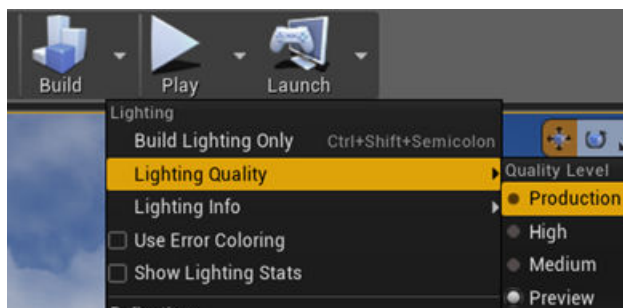 Build Play Launch
Lighting
Build Lighting Only Ctrl+Shift+Semicolon
Lighting Quality
Lighting Info
Use Error Coloring
Show Lighting Stats
Quality Level
Production
High
Medium
Preview